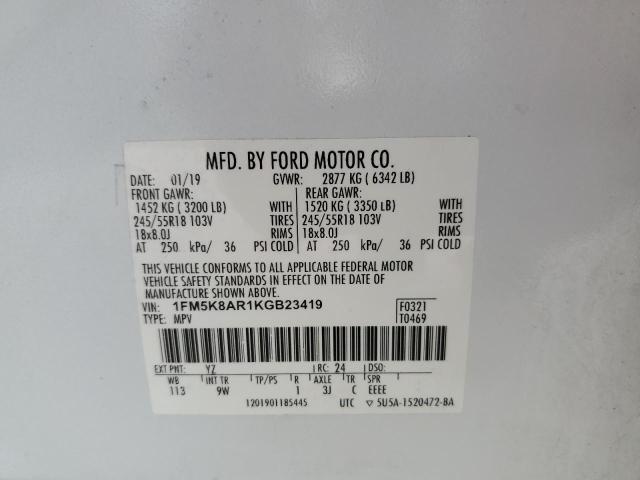 MFD. BY FORD MOTOR CO.
DATE: 01/19 GVWR: 2877 KG ( 6342 LB)
FRONT GAWR: REAR GAWR:
1452 KG ( 3200 LB) WITH 1520 KG ( 3350 LB) WITH
245/55R18 103V TIRES 245/55R18 103V TIRES
18x8.0J RIMS 18x8.0J RIMS
AT 250 kPa/ 36 PSI COLD AT 250 kPa/ 36 PSI COLD
THIS VEHICLE CONFORMS TO ALL APPLICABLE FEDERAL MOTOR
VEHICLE SAFETY STANDARDS IN EFFECT ON THE DATE OF
MANUFACTURE SHOWN ABOVE.
VIN: 1FM5K8AR1KGB23419 F0321
TYPE: MPV T0469
EXT PNT: YZ RC: 24 DSO:
WB INT TR TP/PS R AXLE TR SPR
113 9W 1 3J C EEEE
1201901185445 UTC ▽ 5U5A-1520472-BA